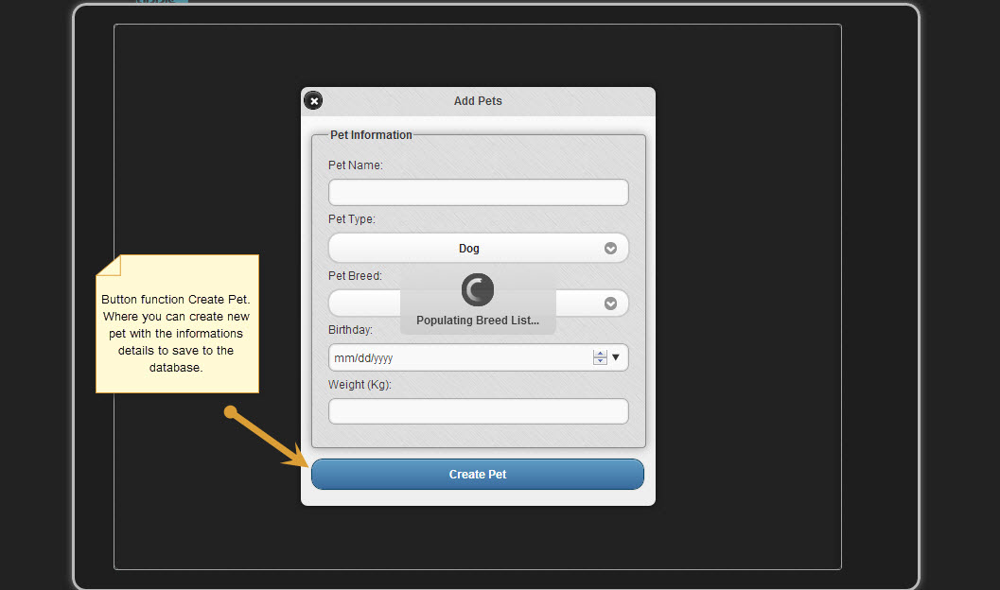 Add Pets
Pet Information
Pet Name:
Pet Type:
Dog
Pet Breed:
Populating Breed List...
Birthday:
mm/dd/yyyy
Weight (Kg):
Create Pet
Button function Create Pet.
Where you can create new
pet with the informations
details to save to the
database.